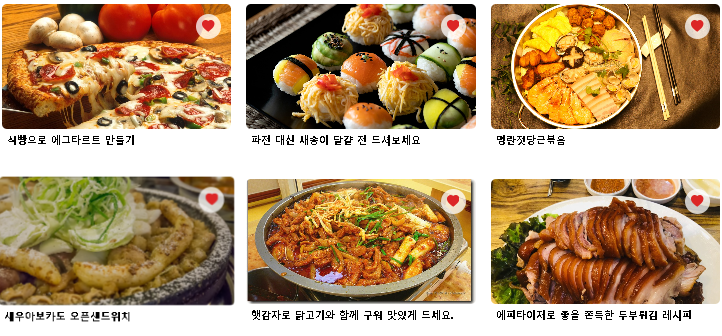 식빵으로 에그타르트 만들기
파전 대신 새송이 달걀 전 드셔보세요
명란젓당근볶음
새우아보카도 오픈샌드위치
햇감자로 닭고기와 함께 구워 맛있게 드세요.
에피타이저로 좋을 쫀득한 두부튀김 레시피